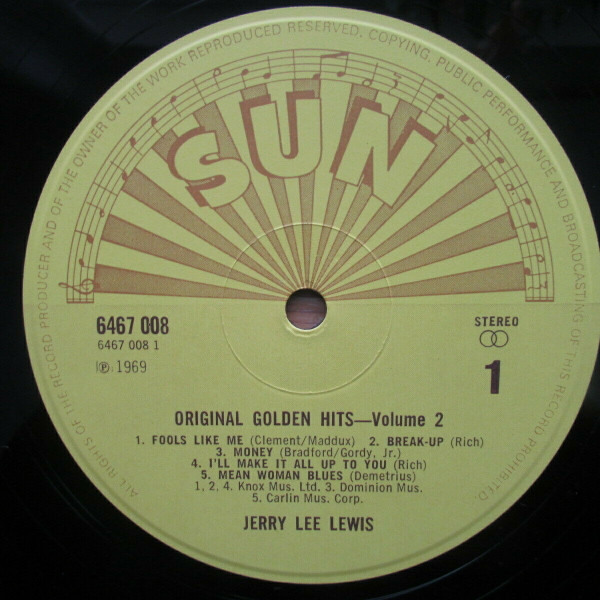 ALL RIGHTS OF THE RECORD PRODUCER AND OF THE OWNER OF THE WORK REPRODUCED RESERVED, COPYING, PUBLIC PERFORMANCE AND BROADCASTING OF THIS RECORD PROHIBITED
SUN
6467 008
6467 008 1
℗ 1969
STEREO
1
ORIGINAL GOLDEN HITS—Volume 2
1. FOOLS LIKE ME (Clement/Maddux) 2. BREAK-UP (Rich)
3. MONEY (Bradford/Gordy, Jr.)
4. I'LL MAKE IT ALL UP TO YOU (Rich)
5. MEAN WOMAN BLUES (Demetrius)
1, 2, 4. Knox Mus. Ltd. 3. Dominion Mus.
5. Carlin Mus. Corp.
JERRY LEE LEWIS